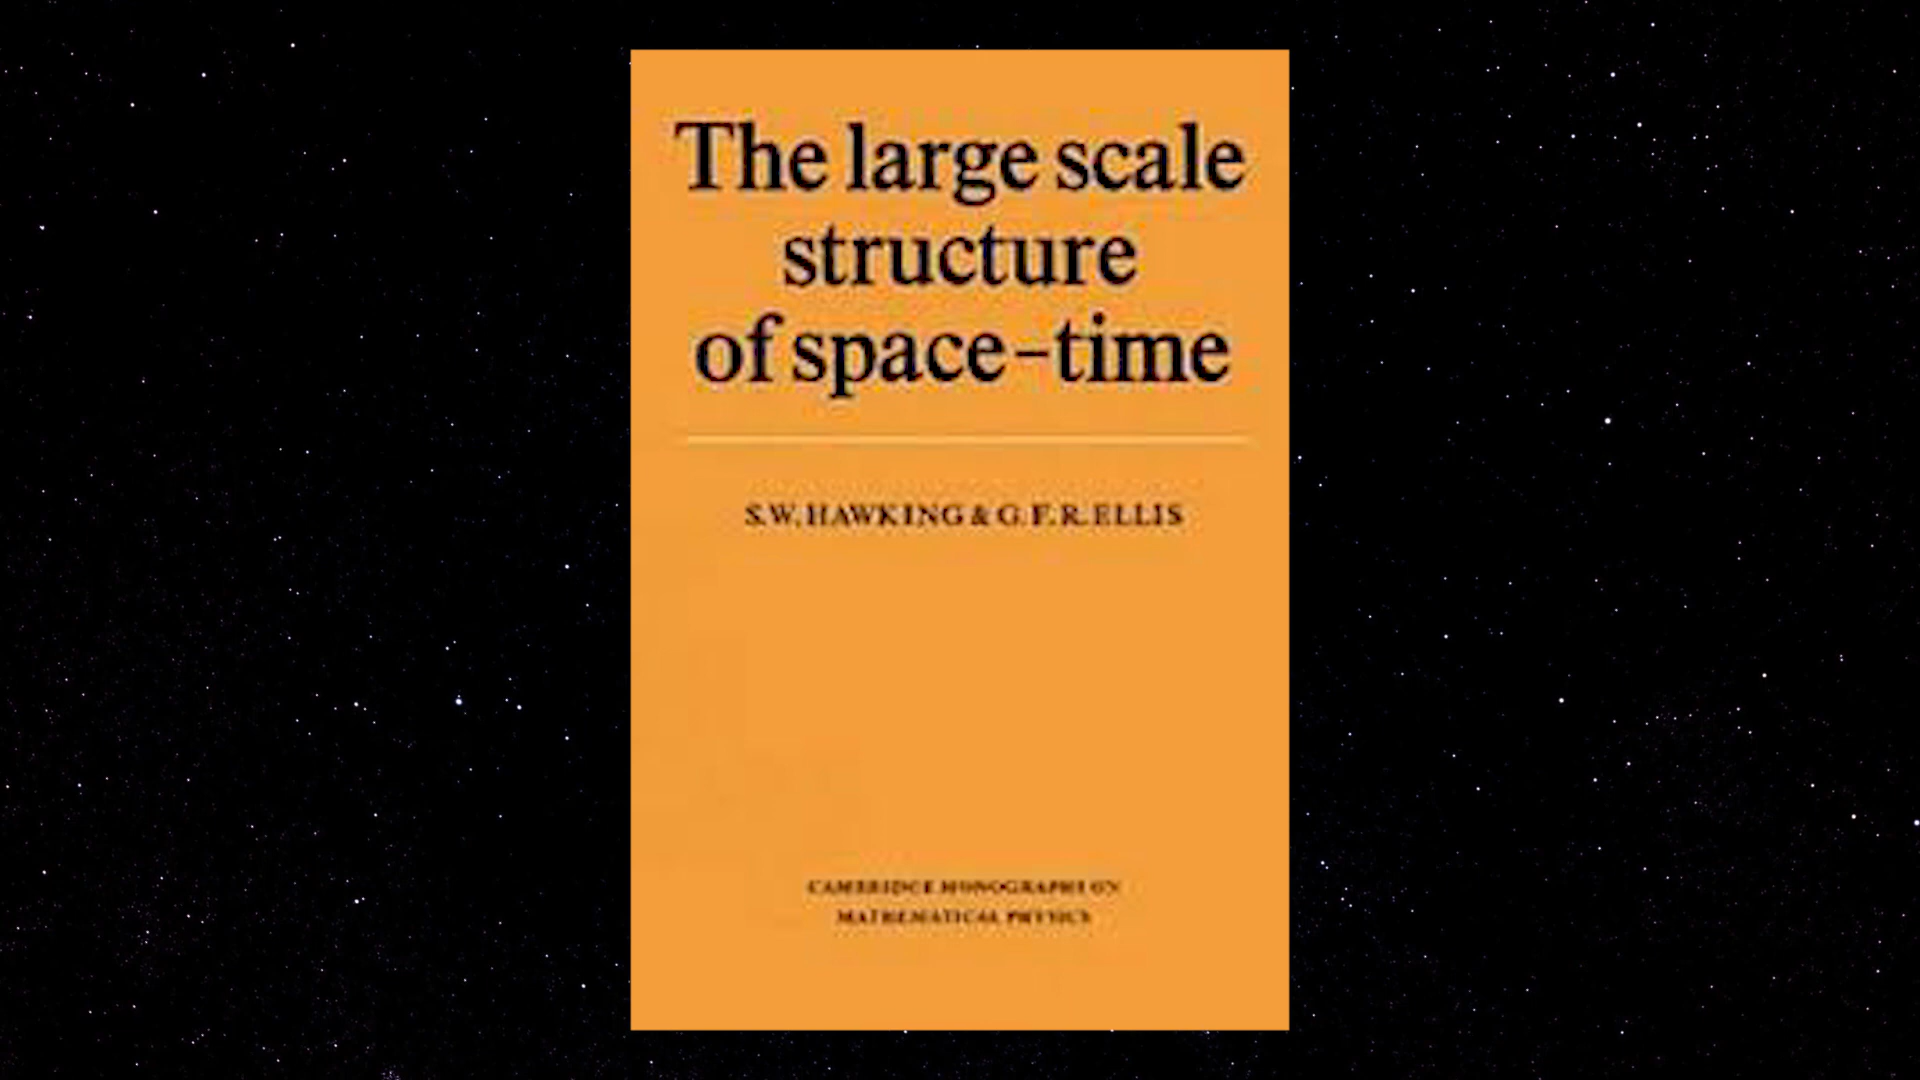 The large scale
structure
of space-time
S.W. HAWKING & G. F. R. ELLIS
CAMBRIDGE MONOGRAPHS ON
MATHEMATICAL PHYSICS